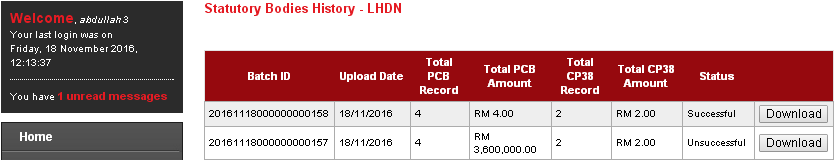 Welcome, abdullah 3
Your last login was on
Friday, 18 November 2016,
12:13:37
You have 1 unread messages
Home
Statutory Bodies History - LHDN
Batch ID Upload Date Total PCB Record Total PCB Amount Total CP38 Record Total CP38 Amount Status
20161118000000000158 18/11/2016 4 RM 4.00 2 RM 2.00 Successful Download
20161118000000000157 18/11/2016 4 RM 3,600,000.00 2 RM 2.00 Unsuccessful Download